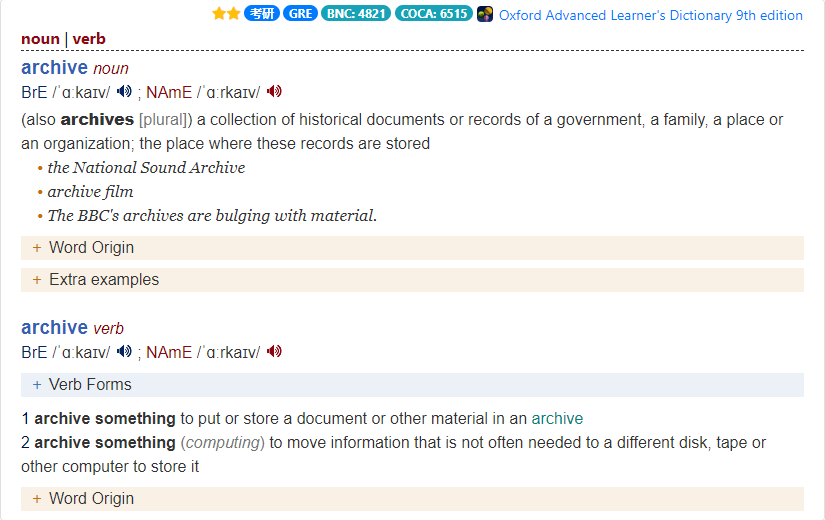 考研 GRE BNC: 4821 COCA: 6515 Oxford Advanced Learner's Dictionary 9th edition
noun | verb
archive noun
BrE /ˈɑːkaɪv/ ; NAmE /ˈɑːrkaɪv/
(also archives [plural]) a collection of historical documents or records of a government, a family, a place or
an organization; the place where these records are stored
• the National Sound Archive
• archive film
• The BBC's archives are bulging with material.
+ Word Origin
+ Extra examples
archive verb
BrE /ˈɑːkaɪv/ ; NAmE /ˈɑːrkaɪv/
+ Verb Forms
1 archive something to put or store a document or other material in an archive
2 archive something (computing) to move information that is not often needed to a different disk, tape or
other computer to store it
+ Word Origin